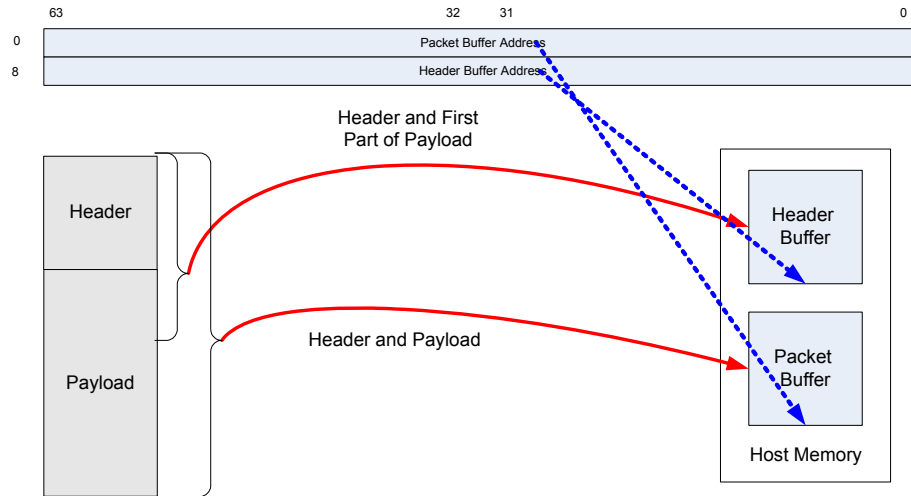 63 32 31 0
0 Packet Buffer Address
8 Header Buffer Address
Header and First
Part of Payload
Header
Header
Buffer
Header and Payload
Payload
Packet
Buffer
Host Memory